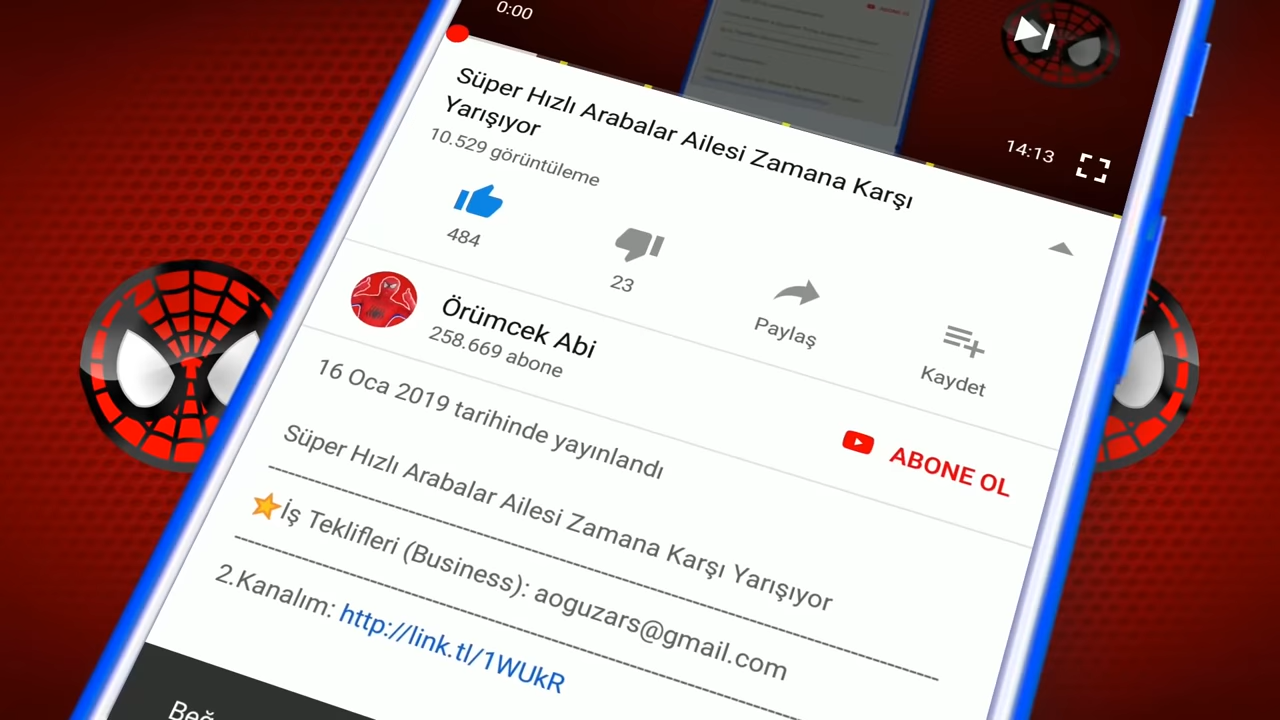 0:00
14:13
Süper Hızlı Arabalar Ailesi Zamana Karşı
Yarışıyor
10.529 görüntüleme
484
23
Paylaş
Kaydet
Örümcek Abi
258.669 abone
ABONE OL
16 Oca 2019 tarihinde yayınlandı
Süper Hızlı Arabalar Ailesi Zamana Karşı Yarışıyor
--------------------------------------------------
⭐İş Teklifleri (Business): aoguzars@gmail.com
--------------------------------------------------
2.Kanalım: http://link.tl/1WUkR